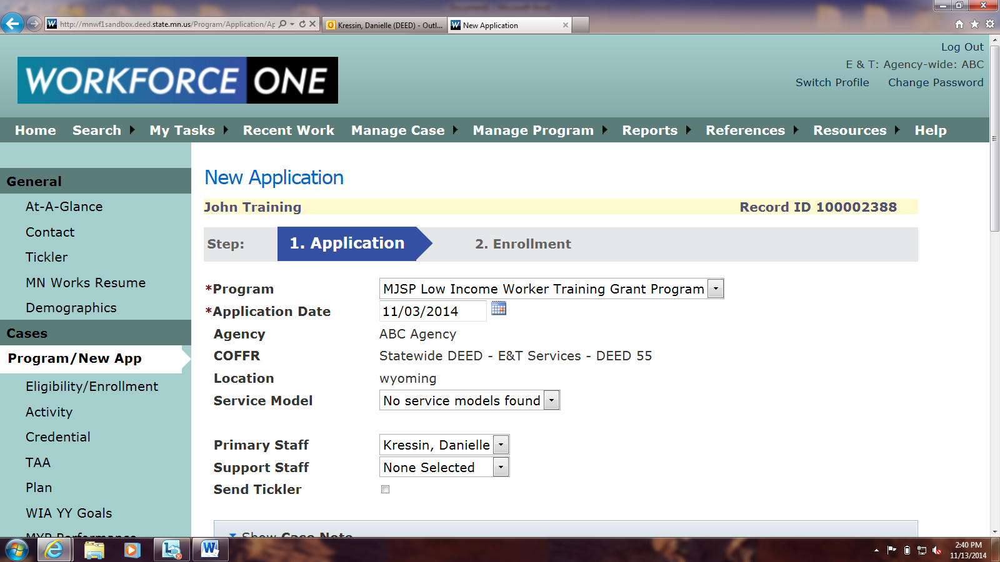 http://mnwf1sandbox.deed.state.mn.us/Program/Application/Ap
Kressin, Danielle (DEED) - Outl...
New Application
Log Out
E & T: Agency-wide: ABC
Switch Profile Change Password
WORKFORCE ONE
Home Search My Tasks Recent Work Manage Case Manage Program Reports References Resources Help
General
At-A-Glance
Contact
Tickler
MN Works Resume
Demographics
Cases
Program/New App
Eligibility/Enrollment
Activity
Credential
TAA
Plan
WIA YY Goals
MYP Performance
New Application
John Training Record ID 100002388
Step: 1. Application 2. Enrollment
*Program MJSP Low Income Worker Training Grant Program
*Application Date 11/03/2014
Agency ABC Agency
COFFR Statewide DEED - E&T Services - DEED 55
Location wyoming
Service Model No service models found
Primary Staff Kressin, Danielle
Support Staff None Selected
Send Tickler
Show Case Note
2:40 PM
11/13/2014